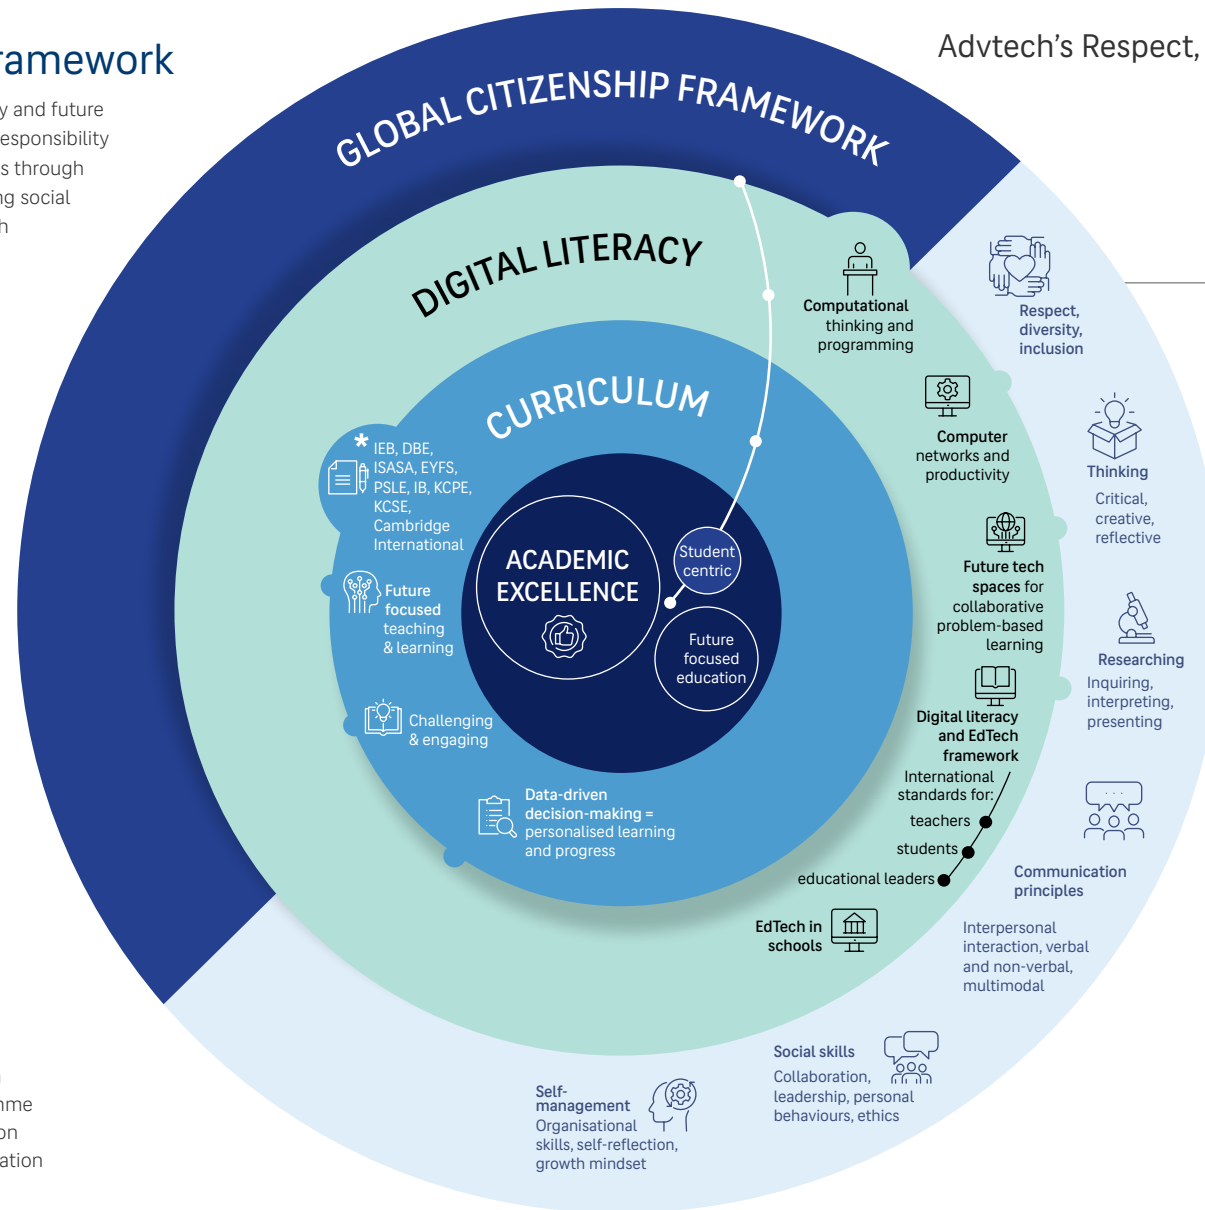 Framework
y and future
responsibility
s through
ng social
h
Advtech's Respect,
GLOBAL CITIZENSHIP FRAMEWORK
DIGITAL LITERACY
CURRICULUM
ACADEMIC
EXCELLENCE
Student
centric
Future
focused
education
* IEB, DBE,
ISASA, EYFS,
PSLE, IB, KCPE,
KCSE,
Cambridge
International
Future
focused
teaching
& learning
Challenging
& engaging
Data-driven
decision-making =
personalised learning
and progress
Computational
thinking and
programming
Computer
networks and
productivity
Future tech
spaces for
collaborative
problem-based
learning
Digital literacy
and EdTech
framework
International
standards for:
teachers
students
educational leaders
EdTech in
schools
Respect,
diversity,
inclusion
Thinking
Critical,
creative,
reflective
Researching
Inquiring,
interpreting,
presenting
Communication
principles
Interpersonal
interaction, verbal
and non-verbal,
multimodal
Social skills
Collaboration,
leadership, personal
behaviours, ethics
Self-
management
Organisational
skills, self-reflection,
growth mindset
nme
on
ation